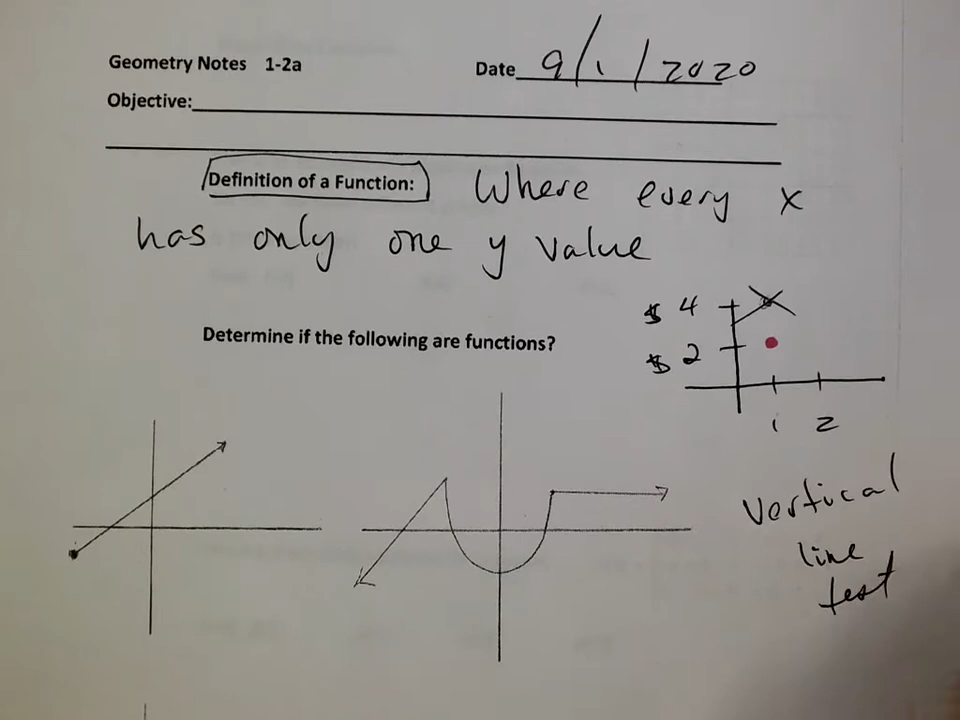 Geometry Notes 1-2a Date 9/1/2020
Objective:
Definition of a Function: Where every x
has only one y value
$ 4
Determine if the following are functions?
$ 2
1 2
vertical
line
test